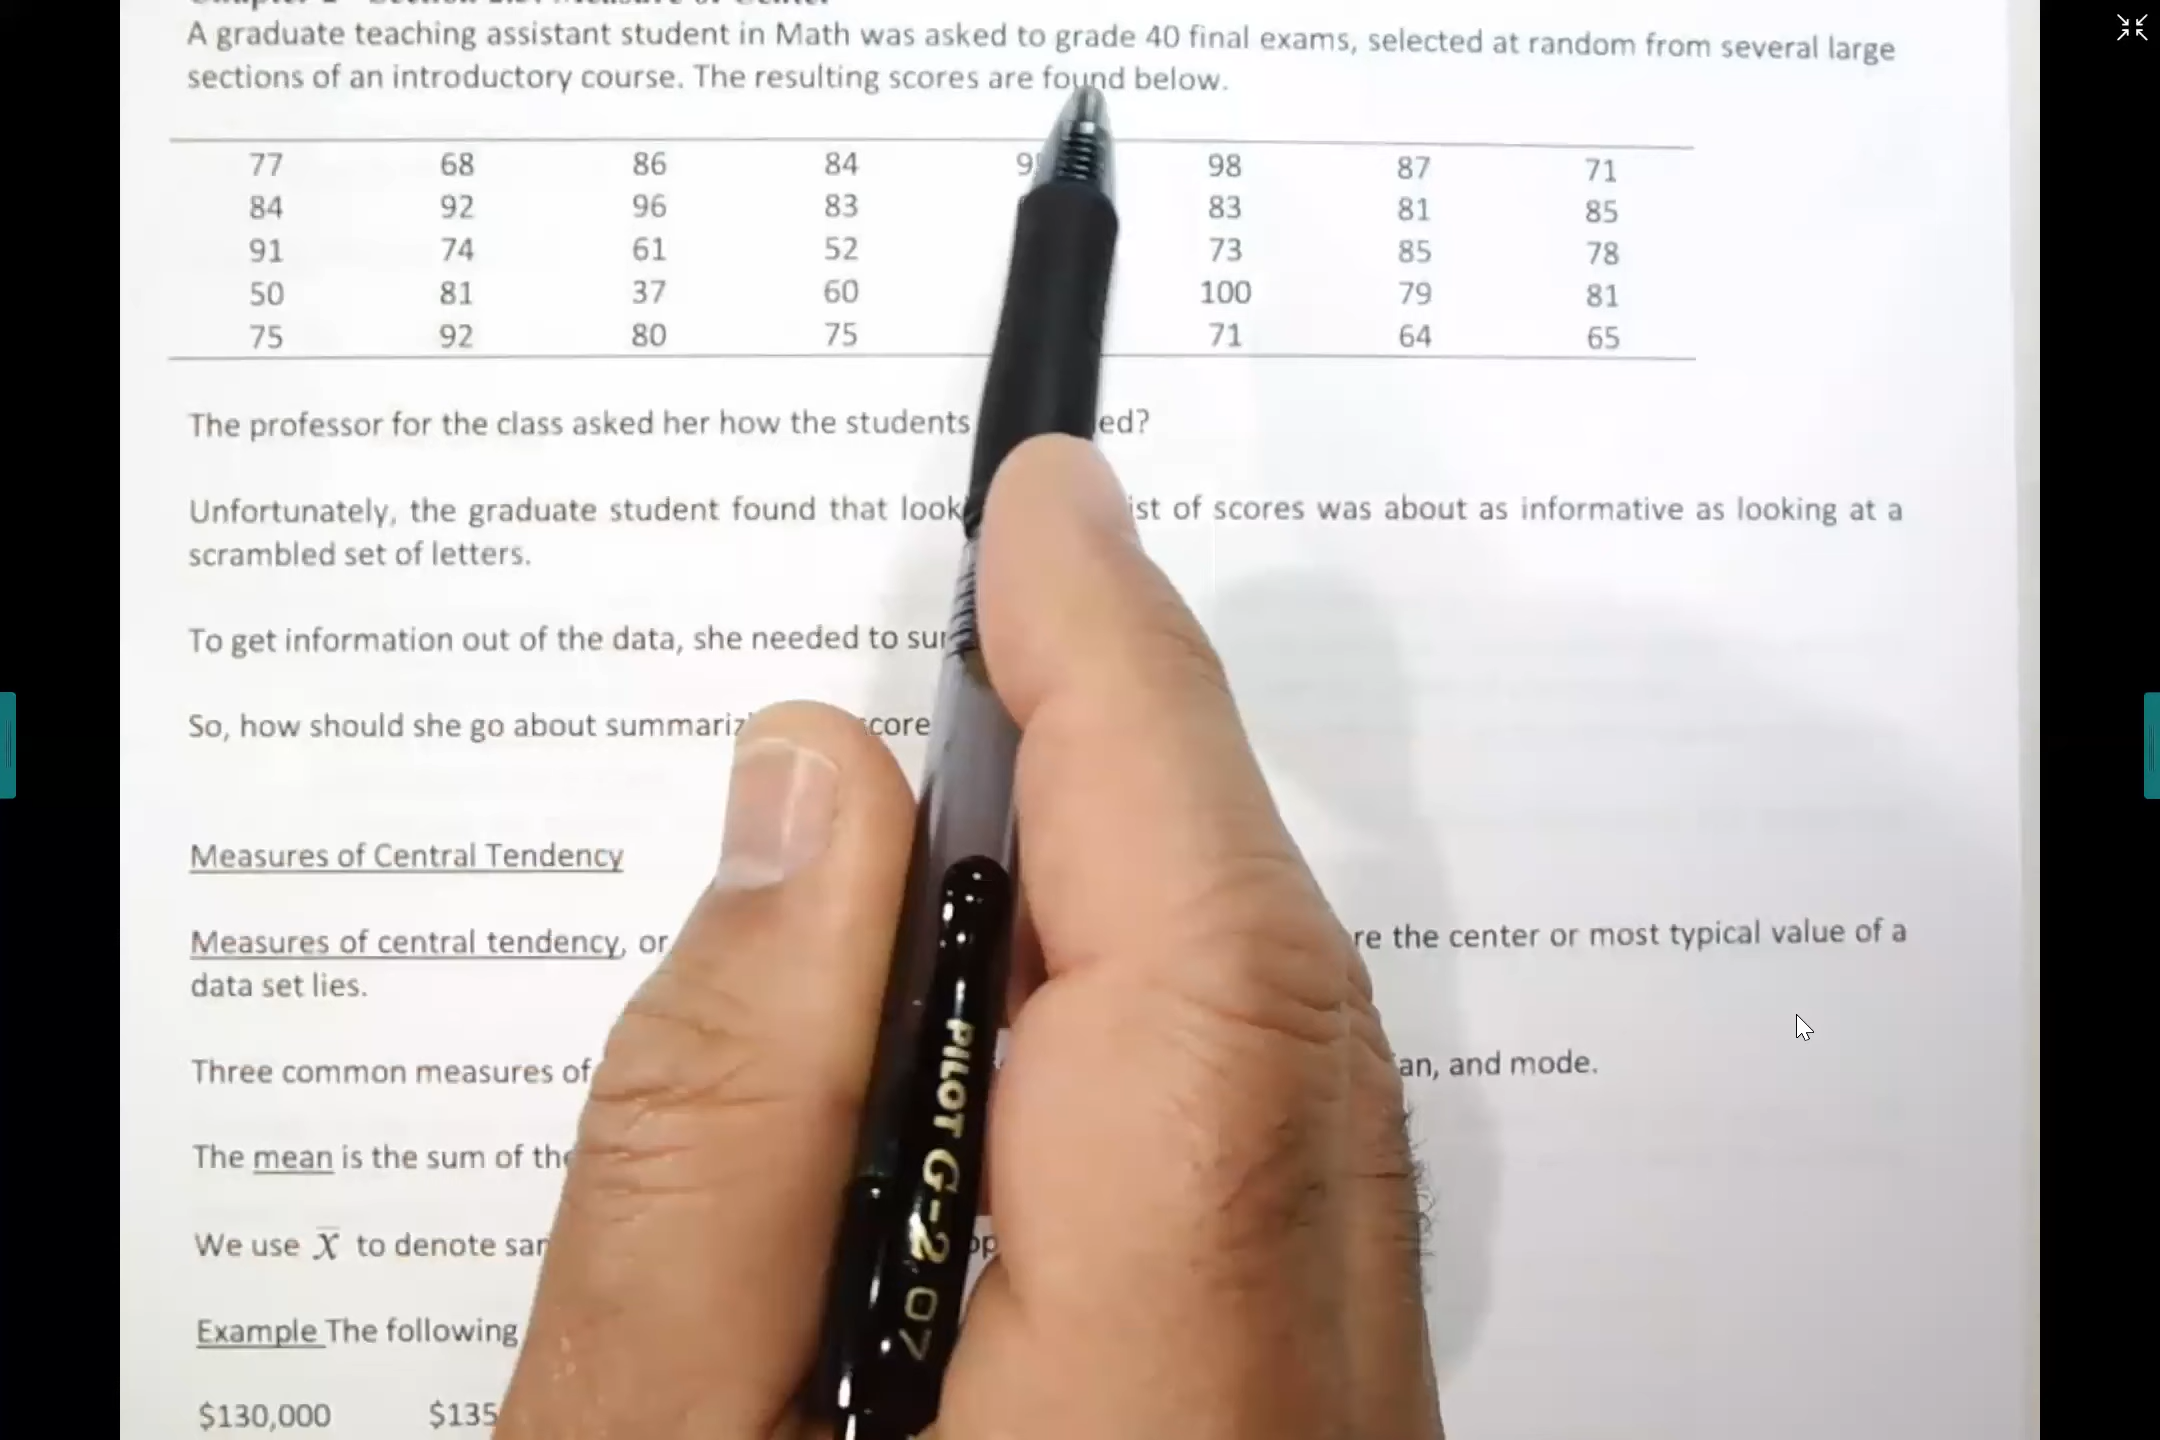 A graduate teaching assistant student in Math was asked to grade 40 final exams, selected at random from several large
sections of an introductory course. The resulting scores are found below.
77 68 86 84 98 87 71
84 92 96 83 83 81 85
91 74 61 52 73 85 78
50 81 37 60 100 79 81
75 92 80 75 71 64 65
The professor for the class asked her how the students ed?
Unfortunately, the graduate student found that look ist of scores was about as informative as looking at a
scrambled set of letters.
To get information out of the data, she needed to
So, how should she go about core
Measures of Central Tendency
Measures of central tendency, or re the center or most typical value of a
data set lies.
Three common measures of an, and mode.
The mean is the sum of the
We use x̄ to denote
Example The following
$130,000 $135
PILOT G-2 07